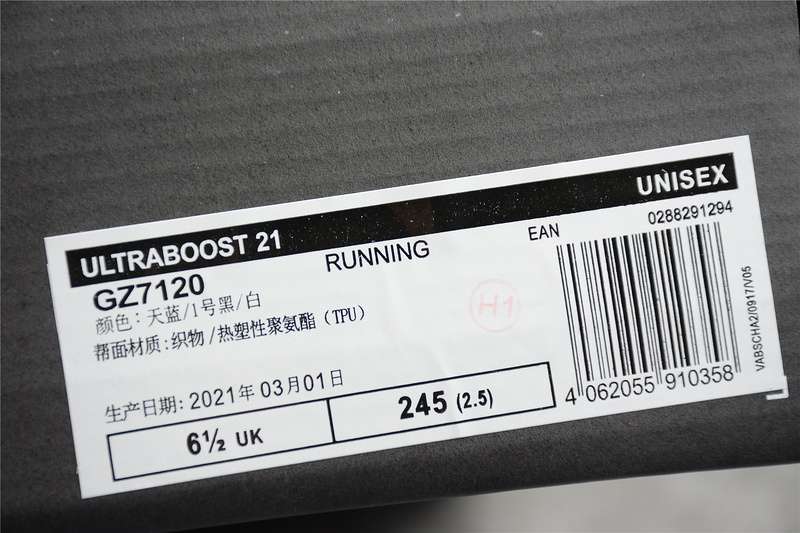 ULTRABOOST 21 UNISEX
GZ7120 RUNNING EAN 0288291294
颜色：天蓝/1号黑/白
帮面材质：织物/热塑性聚氨酯（TPU）
H1
生产日期: 2021年 03月01日
6½ UK 245 (2.5)
4 062055 910358
VABSCHA2/0917/V05